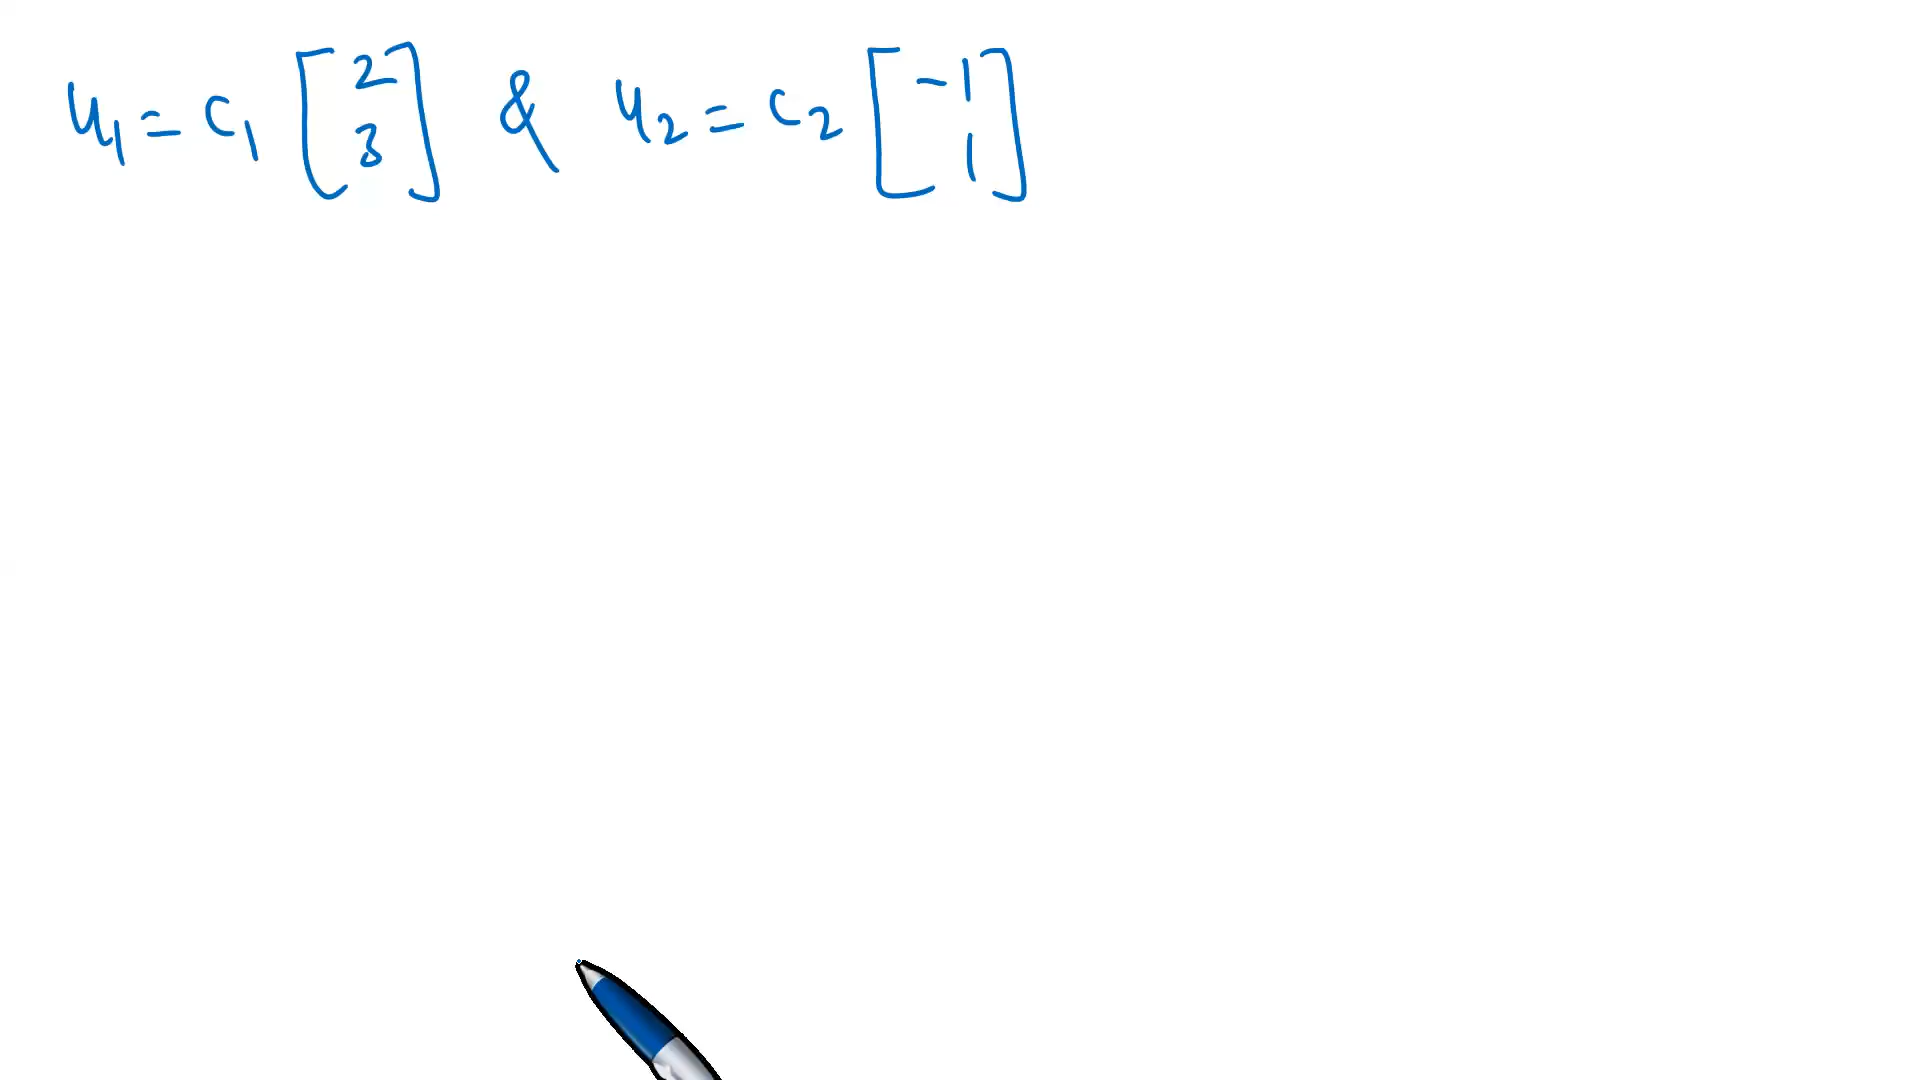 u₁ = c₁ [2 3] & u₂ = c₂ [-1 1]